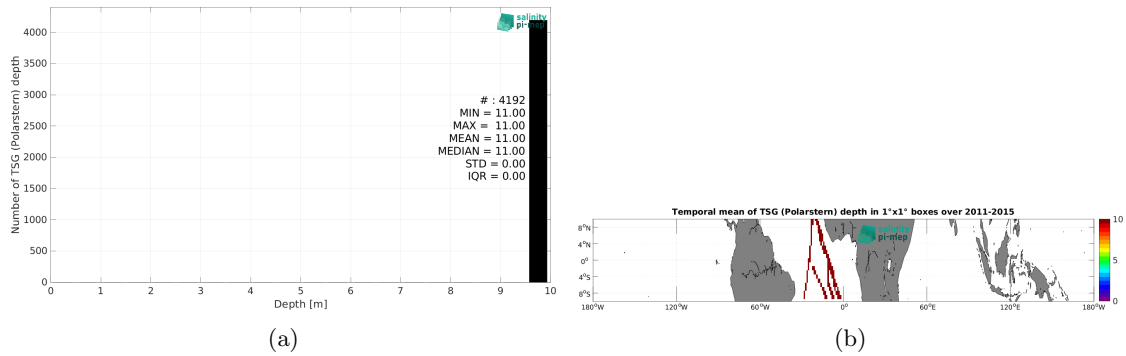 4000
3500
3000
2500
2000
1500
1000
500
0
Number of TSG (Polarstern) depth
salinity
pi-mep
# : 4192
MIN = 11.00
MAX = 11.00
MEAN = 11.00
MEDIAN = 11.00
STD = 0.00
IQR = 0.00
0 1 2 3 4 5 6 7 8 9 10
Depth [m]
(a)
Temporal mean of TSG (Polarstern) depth in 1°x1° boxes over 2011-2015
salinity
pi-mep
8°N
4°N
0°
4°S
8°S
180°W 120°W 60°W 0°E 60°E 120°E 180°W
10
5
0
(b)